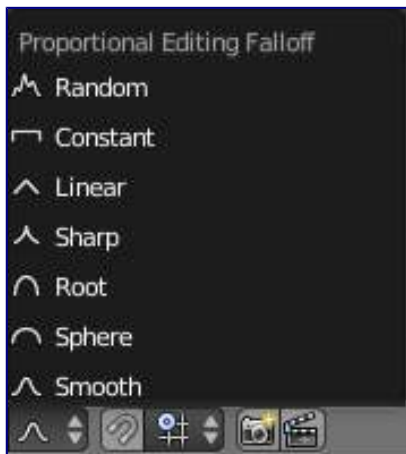 Proportional Editing Falloff
Random
Constant
Linear
Sharp
Root
Sphere
Smooth